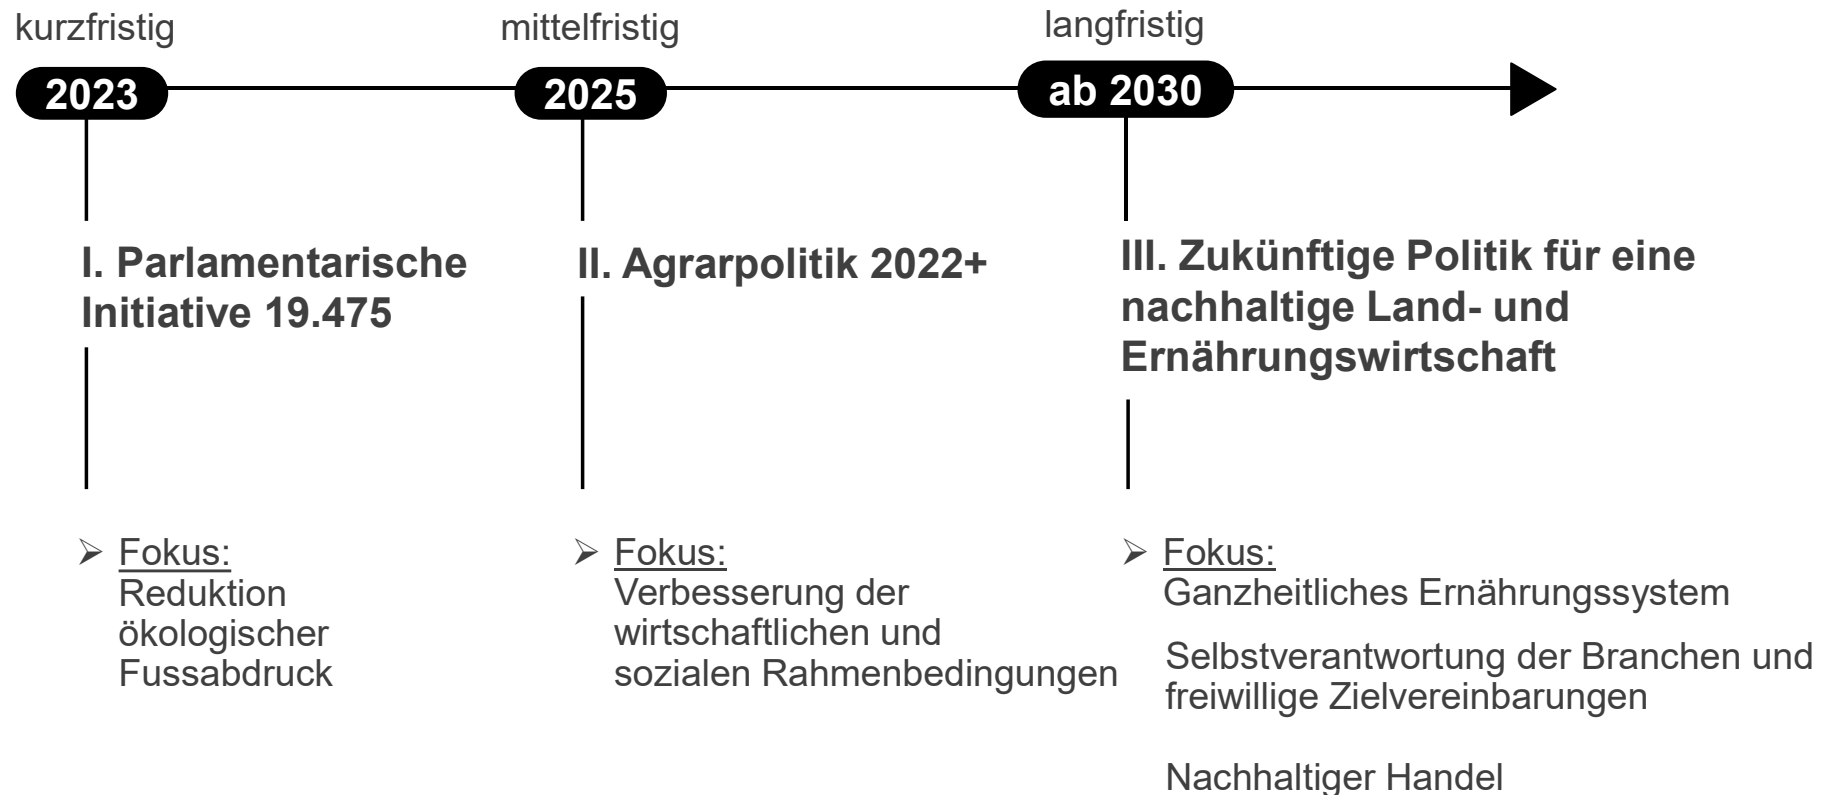 kurzfristig
mittelfristig
langfristig
2023
2025
ab 2030
I. Parlamentarische
Initiative 19.475
II. Agrarpolitik 2022+
III. Zukünftige Politik für eine
nachhaltige Land- und
Ernährungswirtschaft
➢ Fokus:
Reduktion
ökologischer
Fussabdruck
➢ Fokus:
Verbesserung der
wirtschaftlichen und
sozialen Rahmenbedingungen
➢ Fokus:
Ganzheitliches Ernährungssystem
Selbstverantwortung der Branchen und
freiwillige Zielvereinbarungen
Nachhaltiger Handel